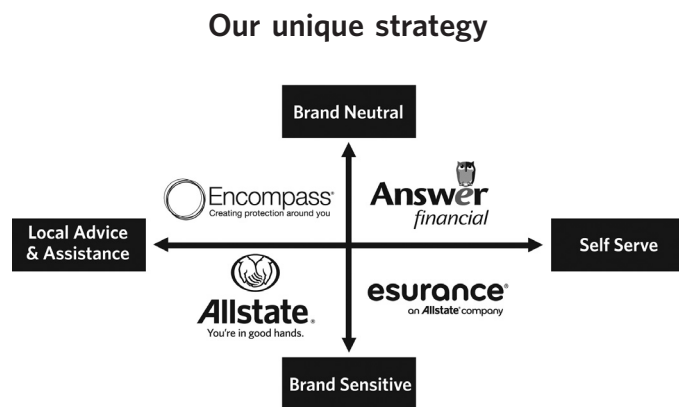 Our unique strategy
Brand Neutral
Encompass®
Creating protection around you
Answer
financial
Local Advice
& Assistance
Self Serve
Allstate®
You're in good hands.
esurance®
an Allstate® company
Brand Sensitive